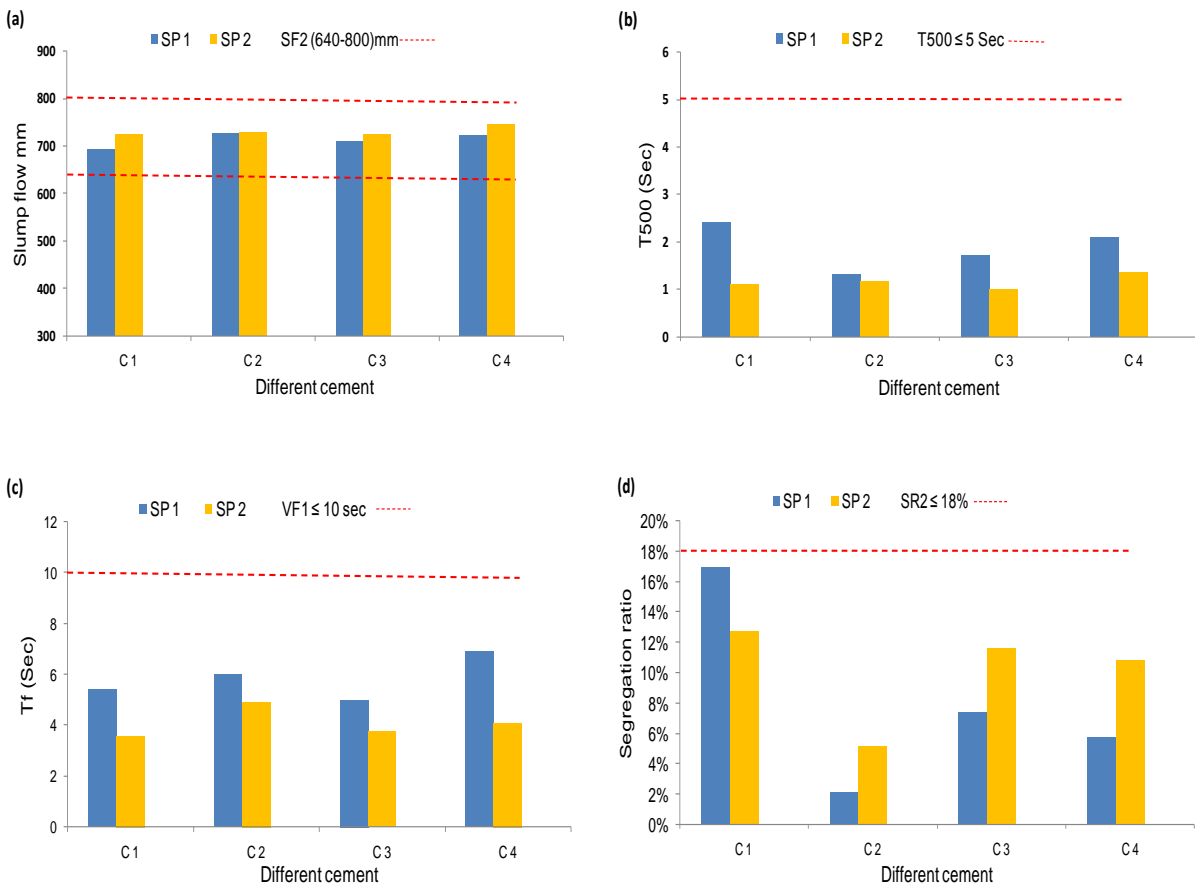 (a)
SP 1 SP 2 SF2 (640-800)mm
900
800
700
600
500
400
300
Slump flow mm
C 1 C 2 C 3 C 4
Different cement
(b)
SP 1 SP 2 T500 ≤ 5 Sec
6
5
4
3
2
1
0
T500 (Sec)
C 1 C 2 C 3 C 4
Different cement
(c)
SP 1 SP 2 VF1 ≤ 10 sec
12
10
8
6
4
2
0
Tf (Sec)
C 1 C 2 C 3 C 4
Different cement
(d)
SP 1 SP 2 SR2 ≤ 18%
20%
18%
16%
14%
12%
10%
8%
6%
4%
2%
0%
Segregation ratio
C 1 C 2 C 3 C 4
Different cement